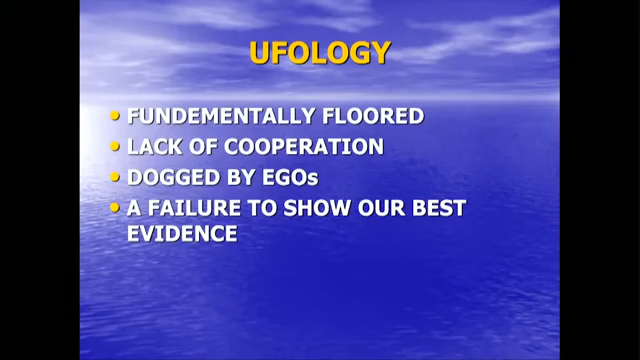 UFOLOGY
• FUNDEMENTALLY FLOORED
• LACK OF COOPERATION
• DOGGED BY EGOs
• A FAILURE TO SHOW OUR BEST
EVIDENCE